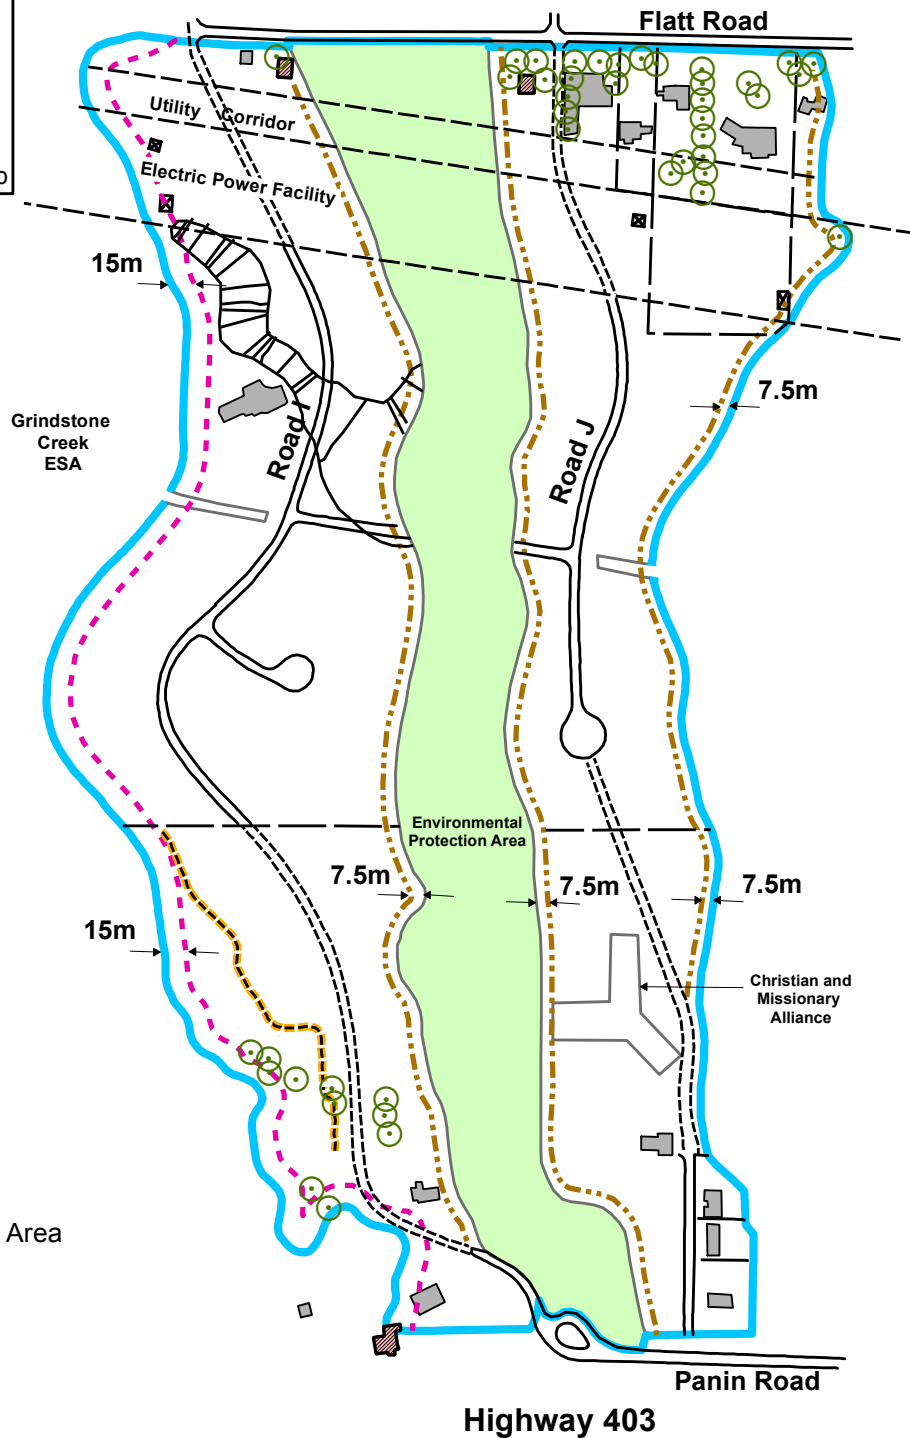 Flatt Road
Utility Corridor
Electric Power Facility
15m
7.5m
Grindstone
Creek
ESA
Road I
Road J
Environmental
Protection Area
7.5m
7.5m
7.5m
15m
Christian and
Missionary
Alliance
Area
Panin Road
Highway 403